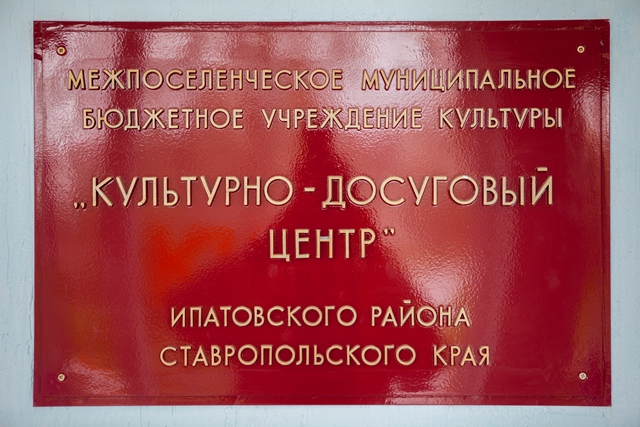 МЕЖПОСЕЛЕНЧЕСКОЕ МУНИЦИПАЛЬНОЕ
БЮДЖЕТНОЕ УЧРЕЖДЕНИЕ КУЛЬТУРЫ
„КУЛЬТУРНО - ДОСУГОВЫЙ
ЦЕНТР”
ИПАТОВСКОГО РАЙОНА
СТАВРОПОЛЬСКОГО КРАЯ